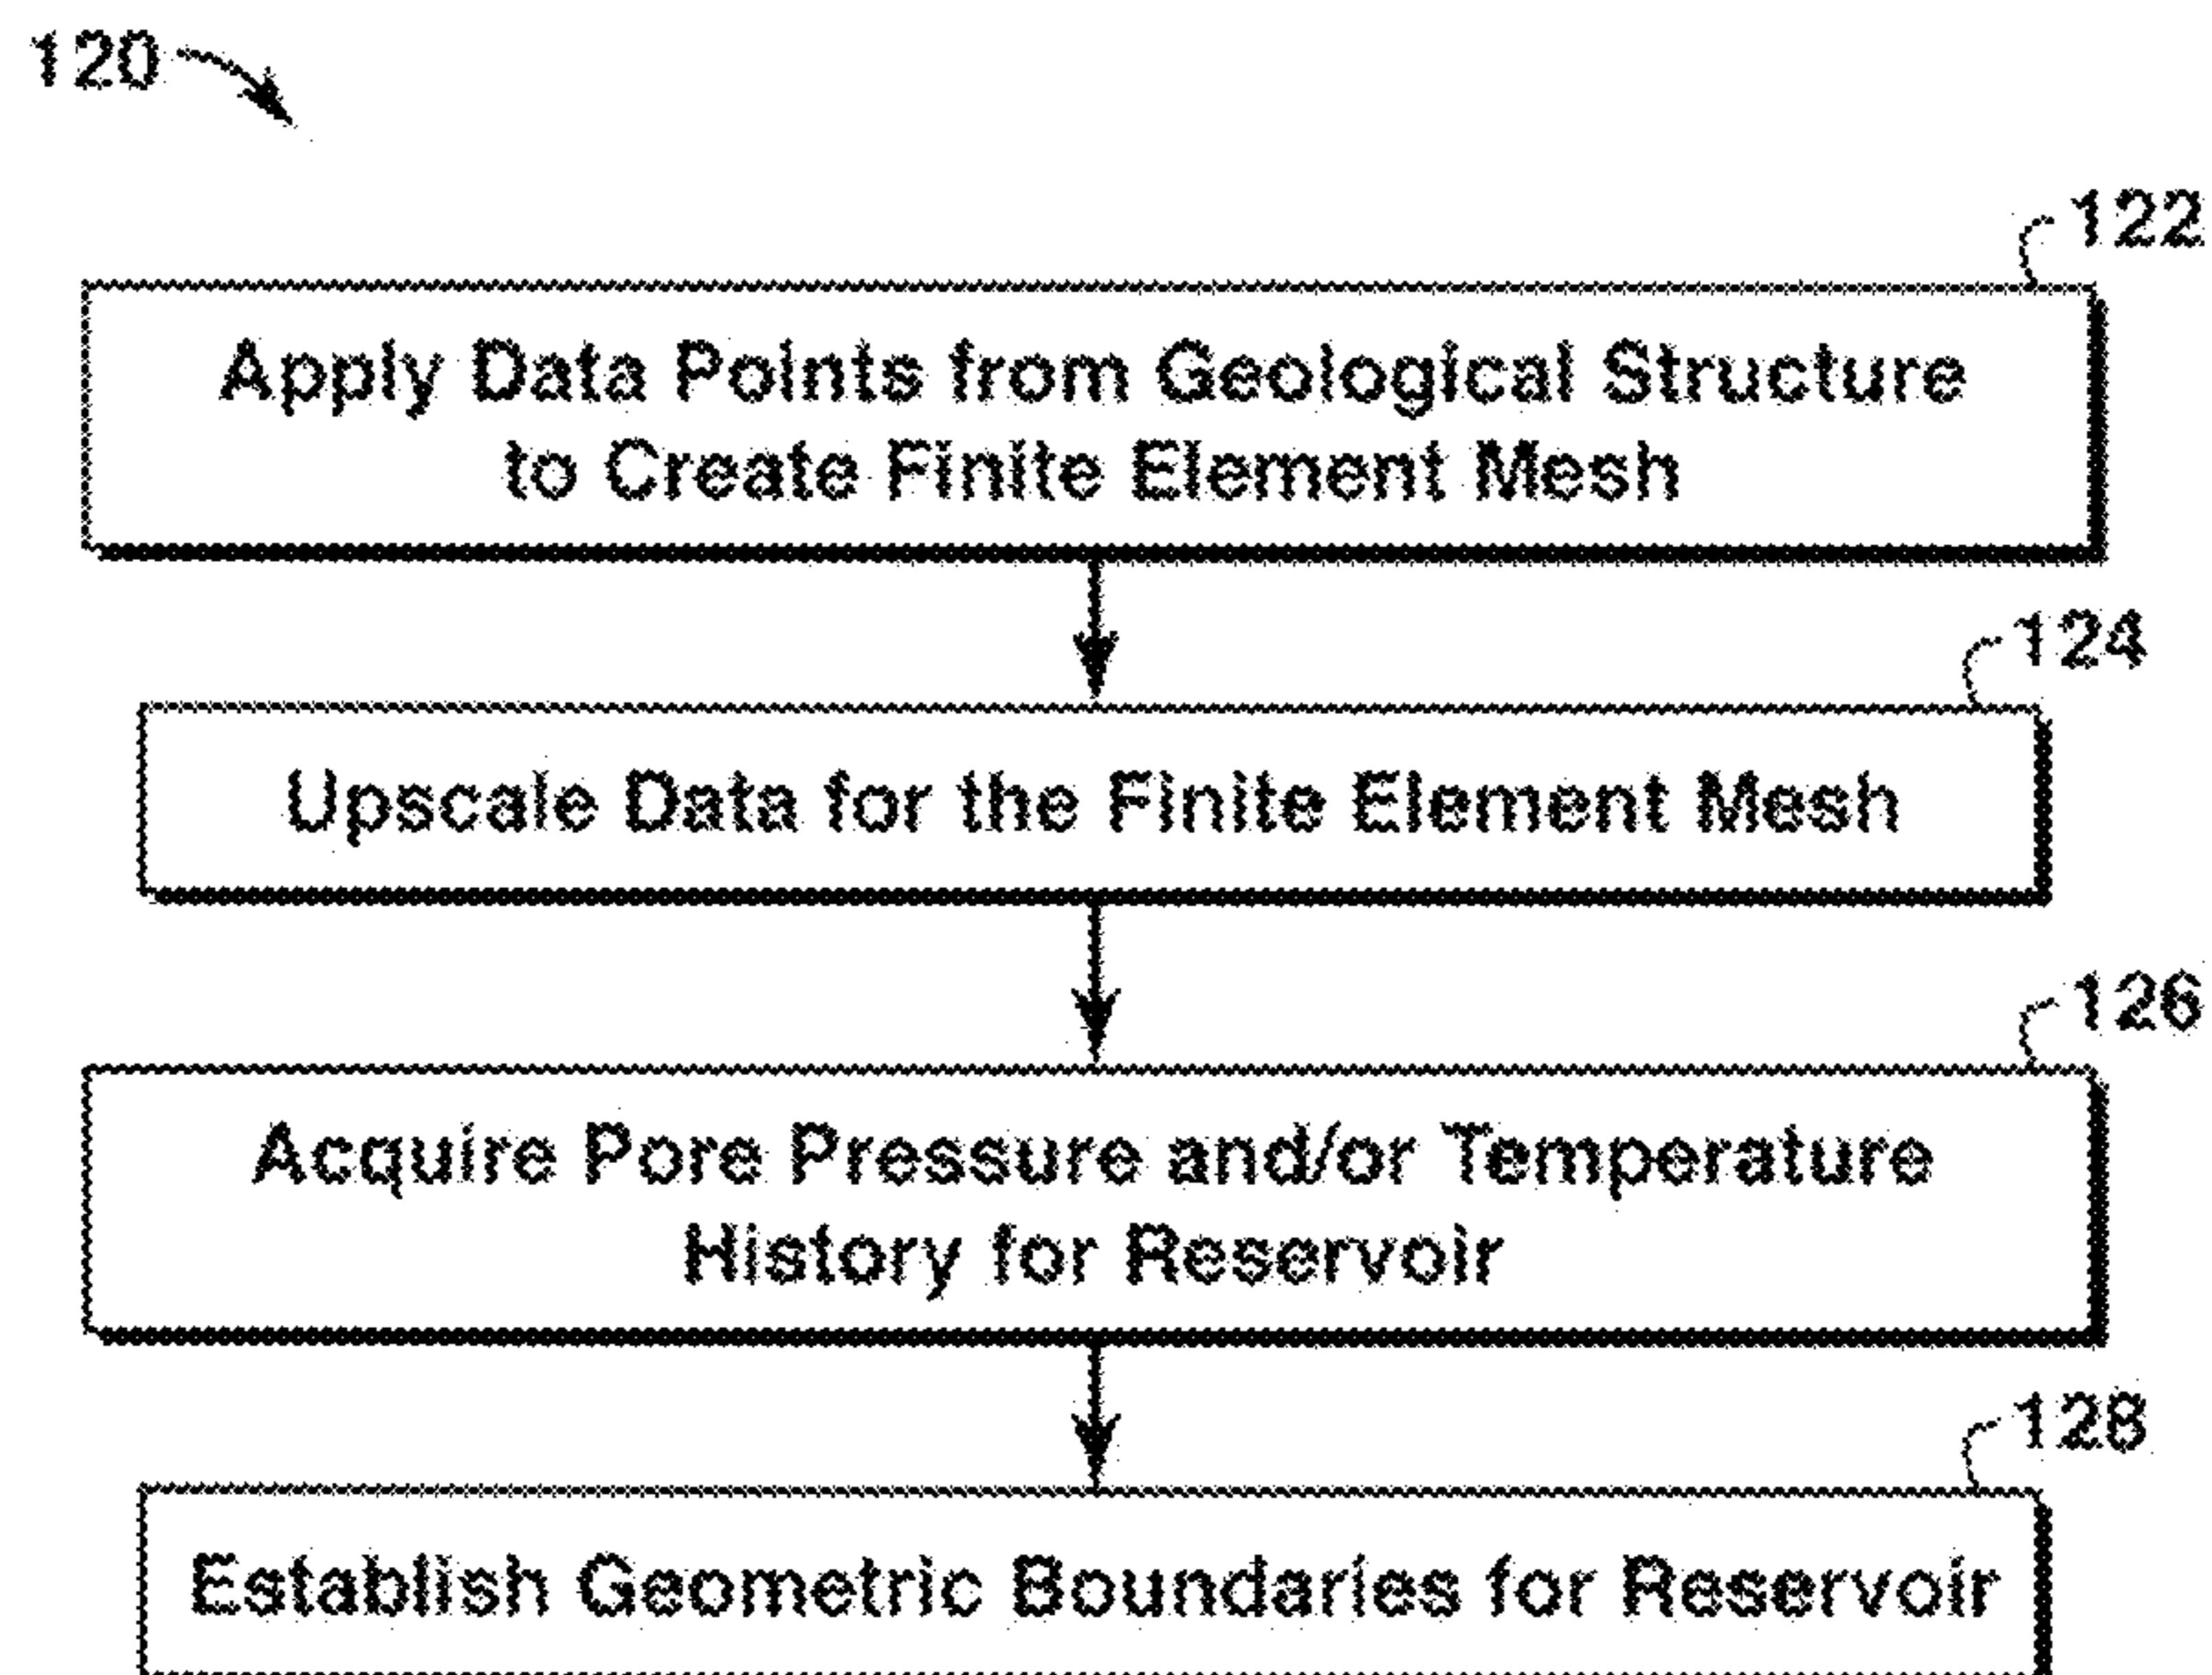 120
122
Apply Data Points from Geological Structure
to Create Finite Element Mesh
124
Upscale Data for the Finite Element Mesh
126
Acquire Pore Pressure and/or Temperature
History for Reservoir
128
Establish Geometric Boundaries for Reservoir